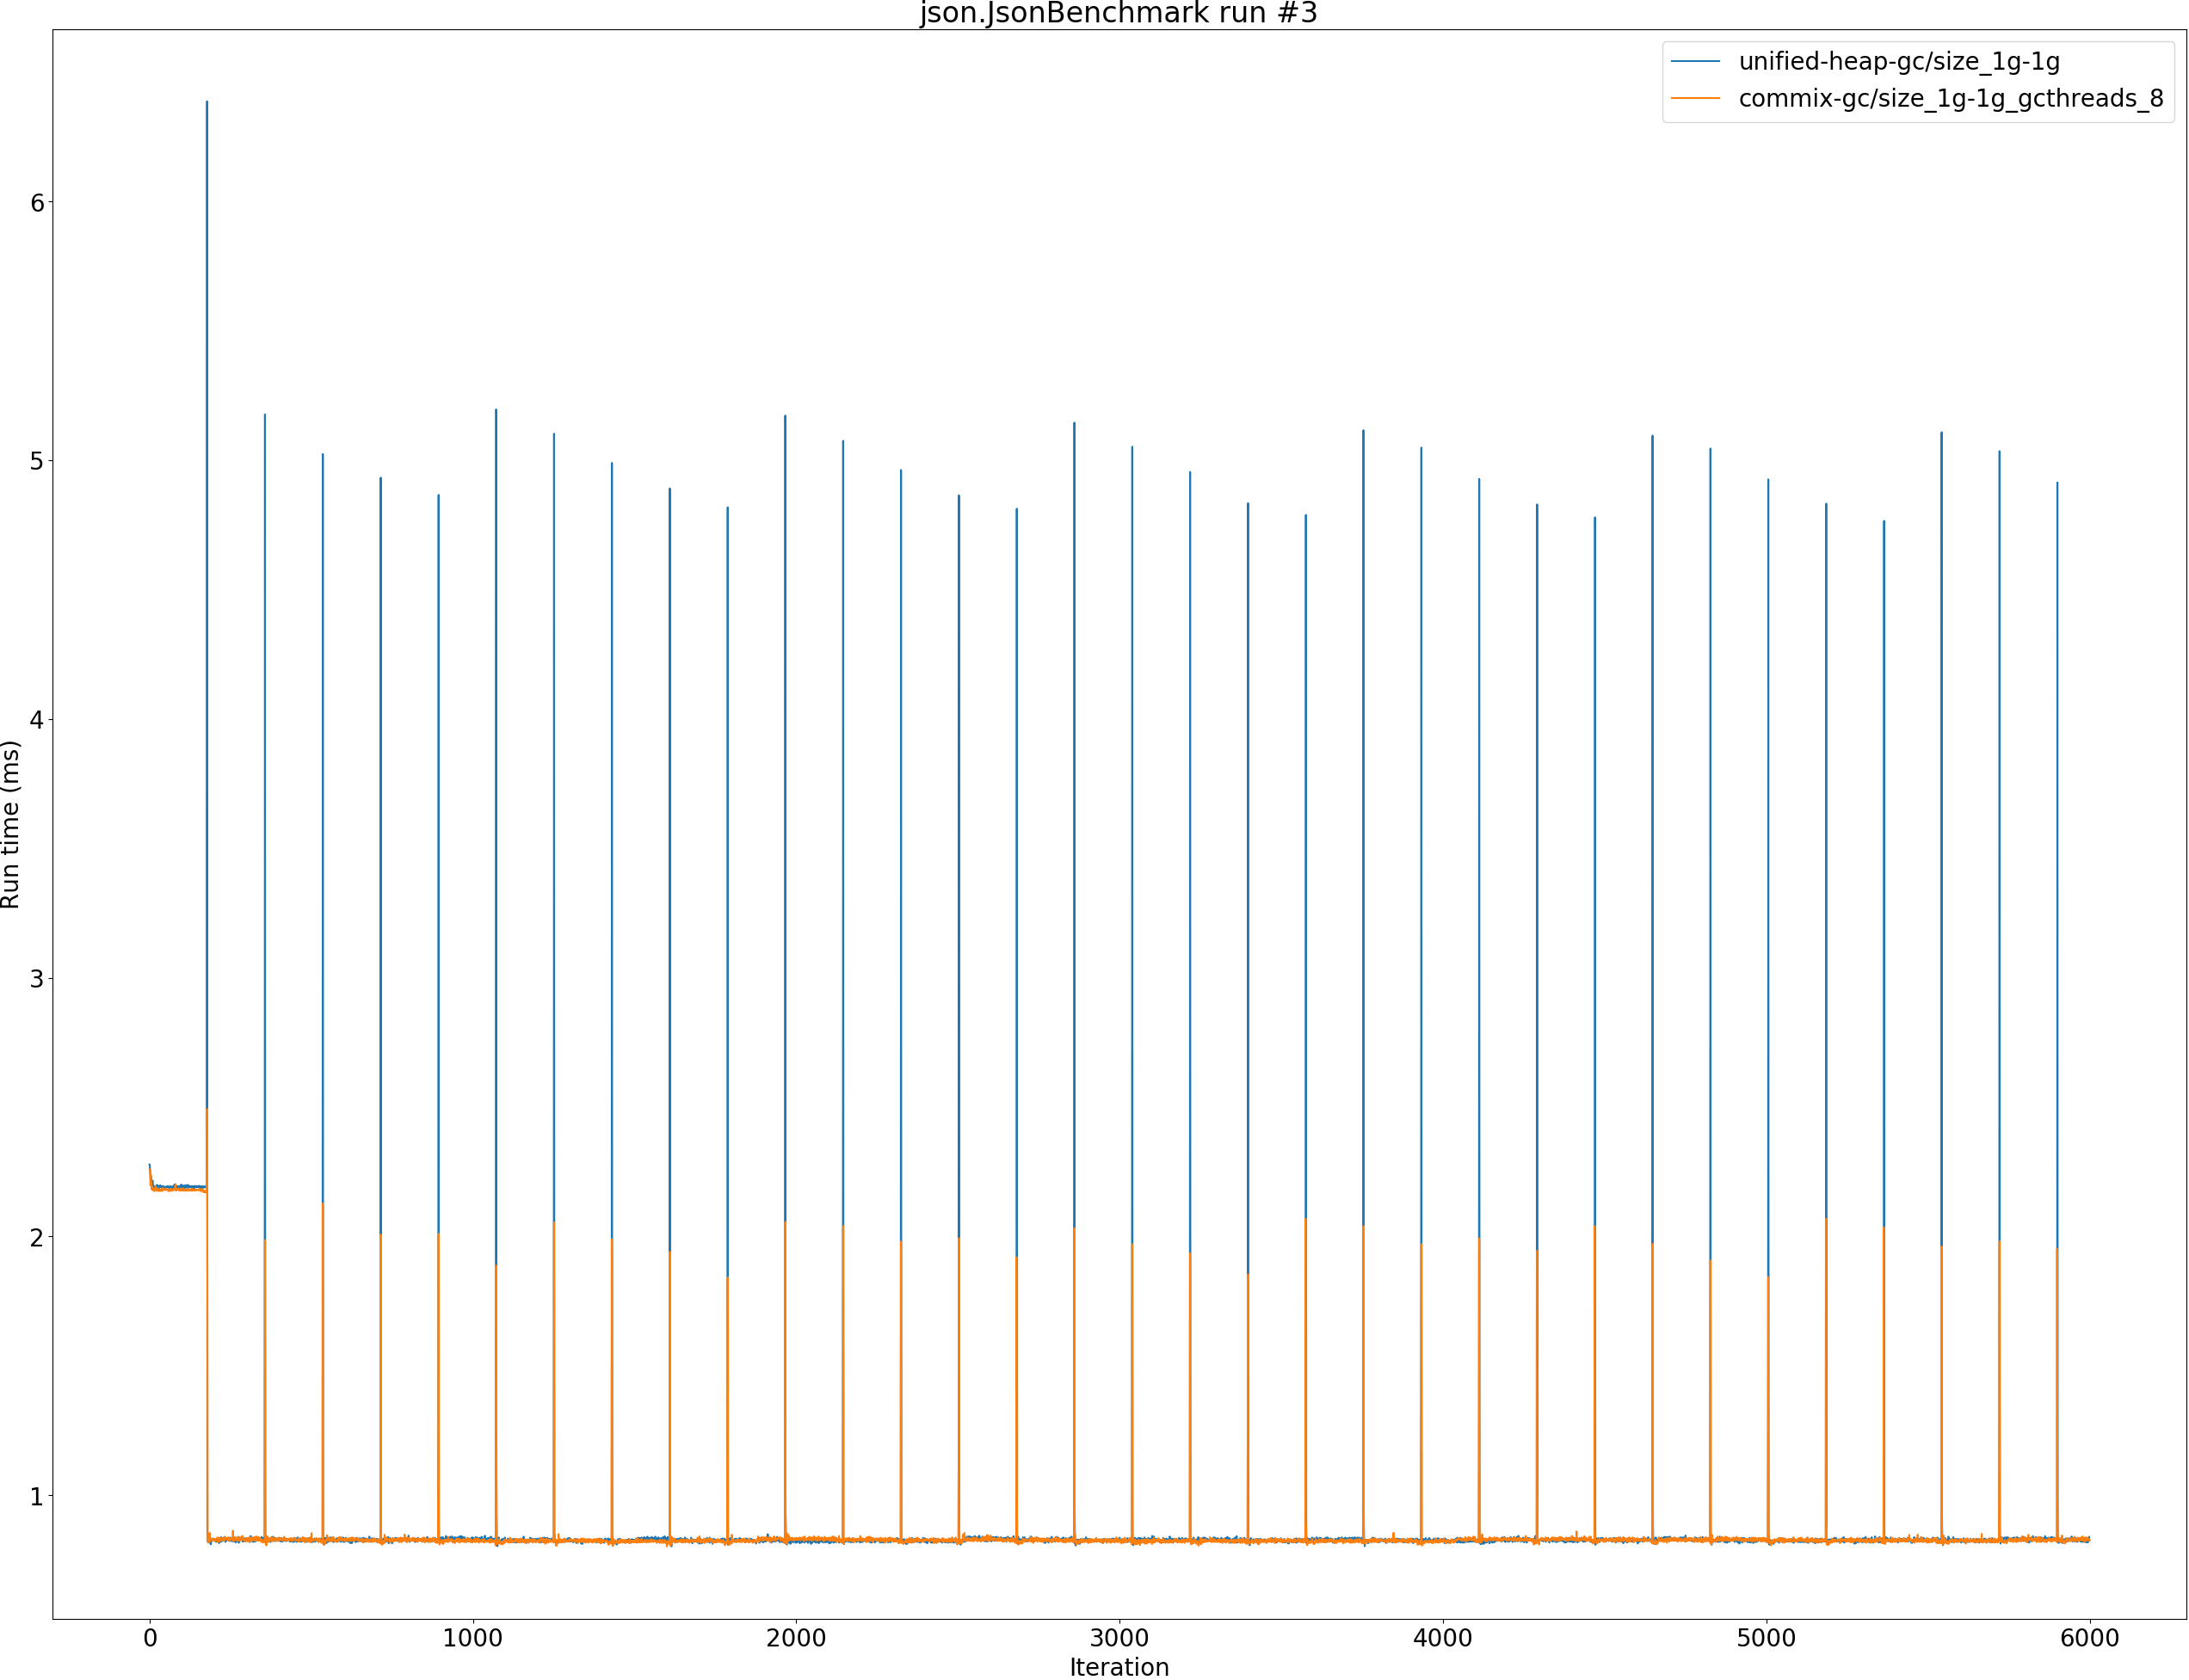 json.JsonBenchmark run #3
unified-heap-gc/size_1g-1g
commix-gc/size_1g-1g_gcthreads_8
Run time (ms)
6
5
4
3
2
1
0 1000 2000 3000 4000 5000 6000
Iteration